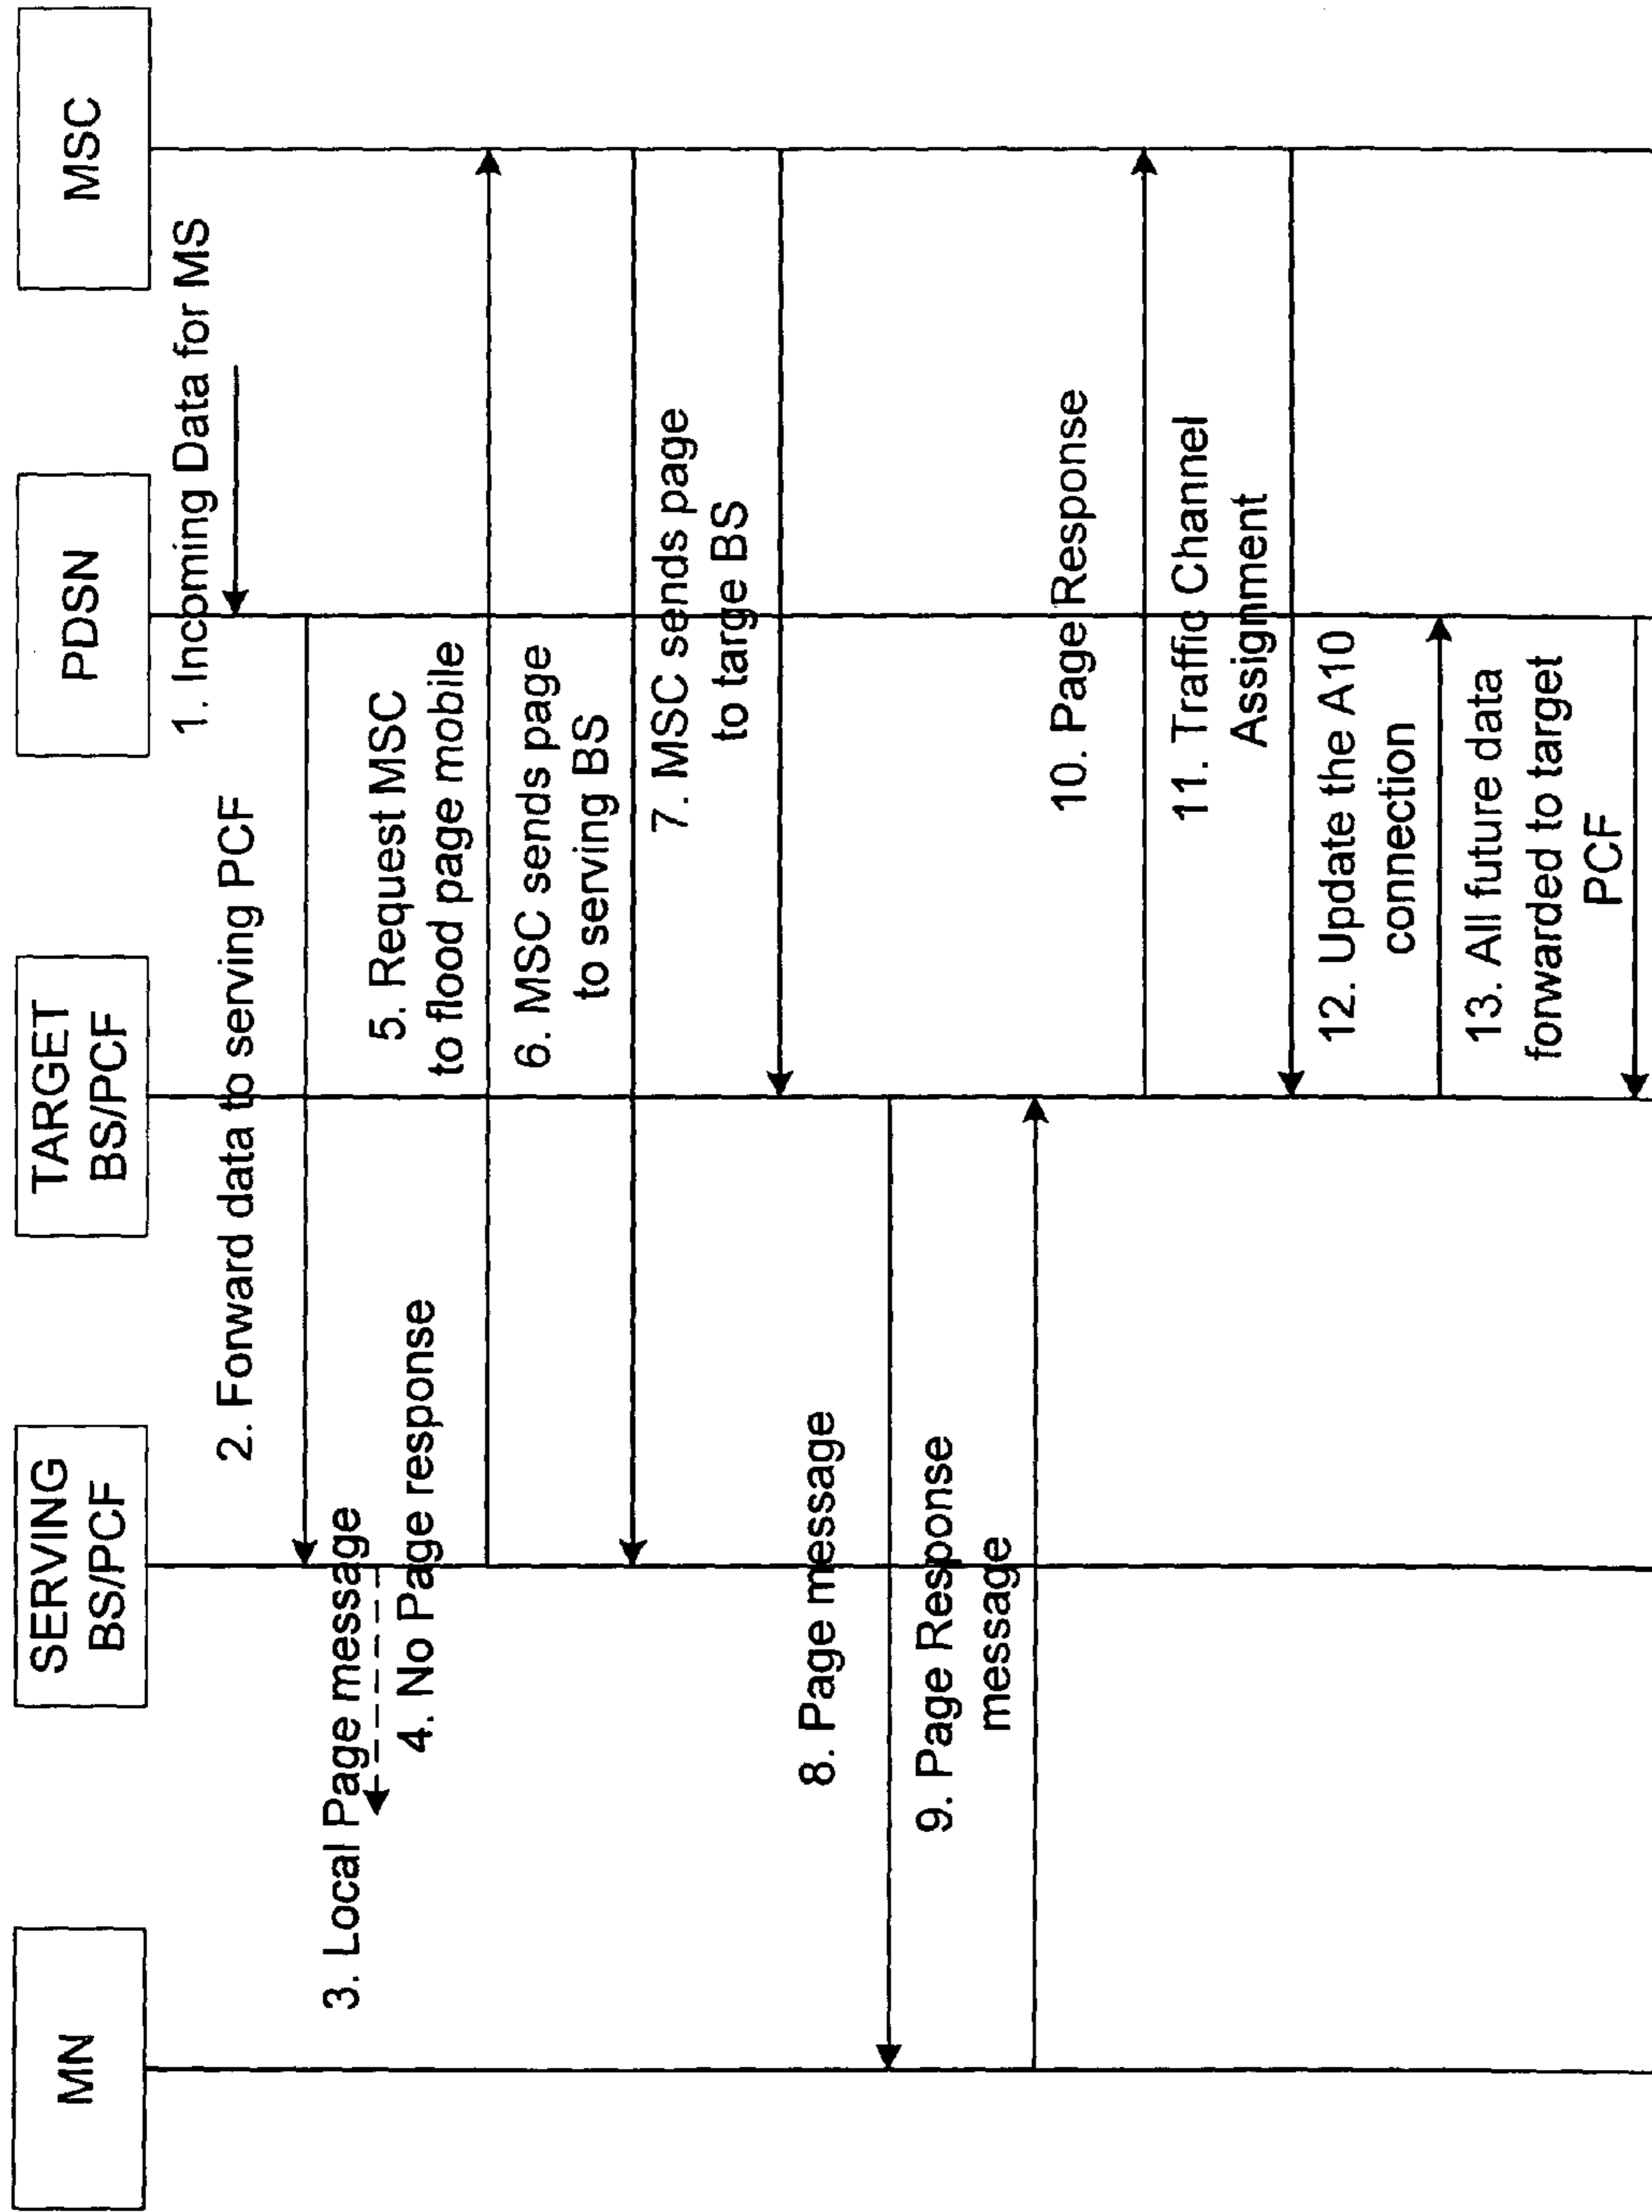 MN
SERVING
BS/PCF
TARGET
BS/PCF
PDSN
MSC
1. Incoming Data for MS
2. Forward data to serving PCF
3. Local Page message
4. No Page response
5. Request MSC
to flood page mobile
6. MSC sends page
to serving BS
7. MSC sends page
to targe BS
8. Page message
9. Page Response
message
10. Page Response
11. Traffic Channel
Assignment
12. Update the A10
connection
13. All future data
forwarded to target
PCF